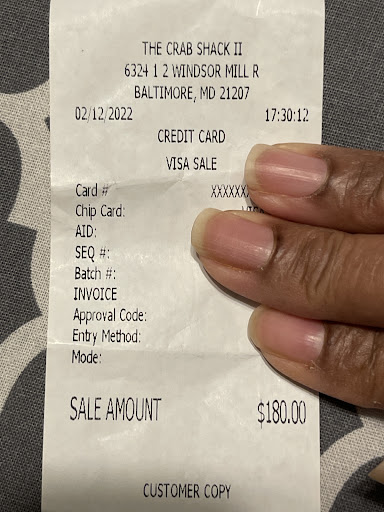 THE CRAB SHACK II
6324 1 2 WINDSOR MILL R
BALTIMORE, MD 21207
02/12/2022 17:30:12
CREDIT CARD
VISA SALE
Card # XXXXXX
Chip Card:
AID:
SEQ #:
Batch #:
INVOICE
Approval Code:
Entry Method:
Mode:
SALE AMOUNT $180.00
CUSTOMER COPY